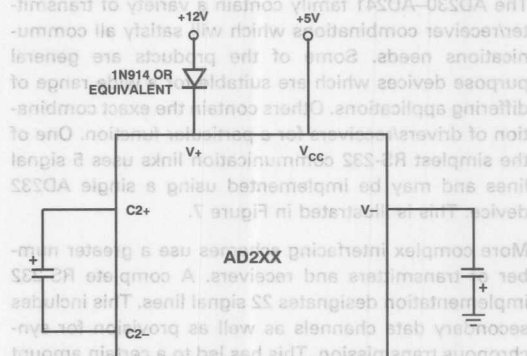 The AD230–AD241 family contain a variety of transmit-
ter/receiver combinations which will satisfy all commu-
nications needs. Some of the products are general
purpose devices which are suitable for a wide range of
differing applications. Others contain the exact combina-
tion of drivers/receivers for a particular function. One of
the simplest RS-232 communication links uses 5 signal
lines and may be implemented using a single AD232
device. This is illustrated in Figure 7.
More complex interfacing schemes use a greater num-
ber of transmitters and receivers. A complete RS-232
implementation designates 22 signal lines. This includes
secondary data channels as well as provision for syn-
chronous transmission. This has led to a certain amount
+12V
+5V
1N914 OR
EQUIVALENT
V+
VCC
C2+
V–
AD2XX
+
+
C2–